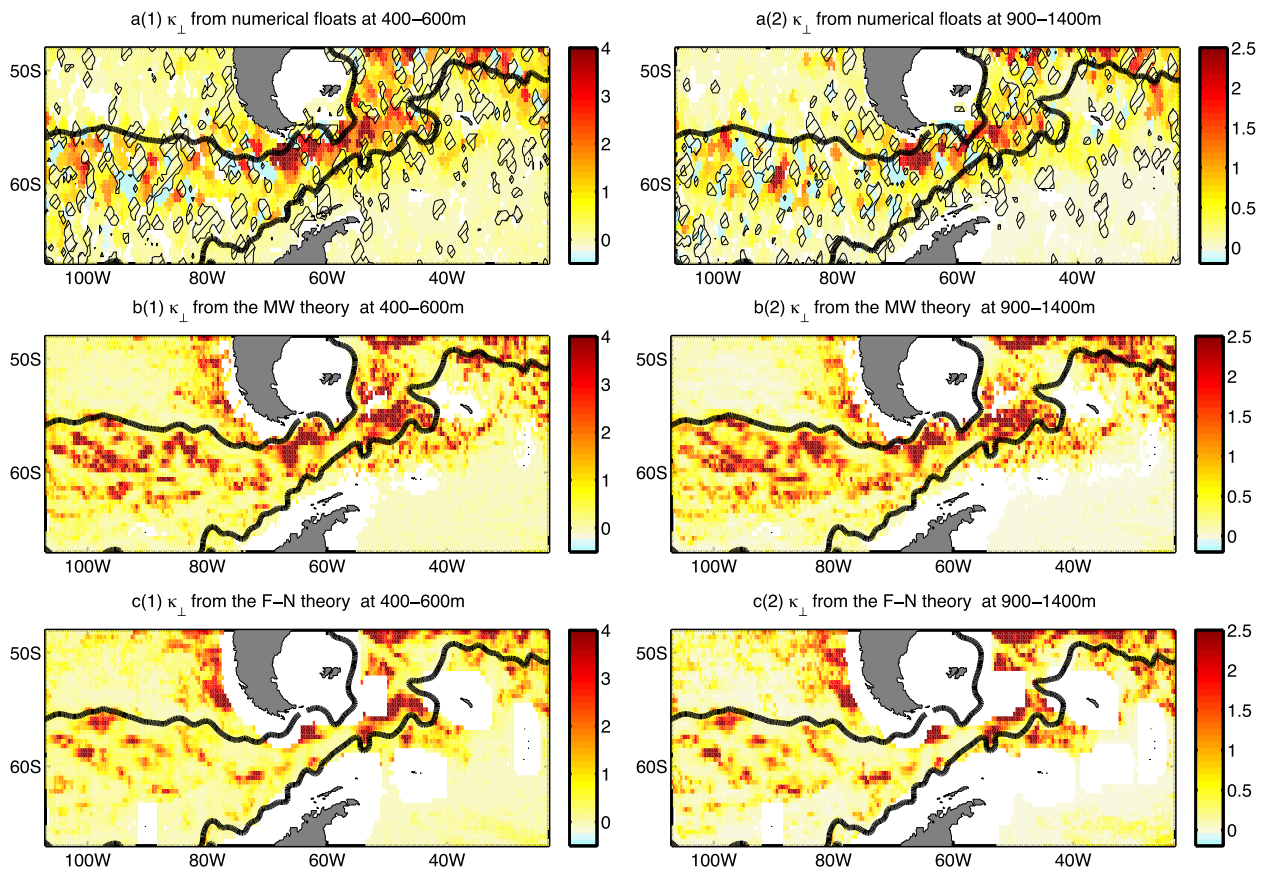 a(1) κ⊥ from numerical floats at 400−600m
a(2) κ⊥ from numerical floats at 900−1400m
50S
60S
100W 80W 60W 40W
4
3
2
1
0
50S
60S
100W 80W 60W 40W
2.5
2
1.5
1
0.5
0
b(1) κ⊥ from the MW theory at 400−600m
b(2) κ⊥ from the MW theory at 900−1400m
50S
60S
100W 80W 60W 40W
4
3
2
1
0
50S
60S
100W 80W 60W 40W
2.5
2
1.5
1
0.5
0
c(1) κ⊥ from the F−N theory at 400−600m
c(2) κ⊥ from the F−N theory at 900−1400m
50S
60S
100W 80W 60W 40W
4
3
2
1
0
50S
60S
100W 80W 60W 40W
2.5
2
1.5
1
0.5
0